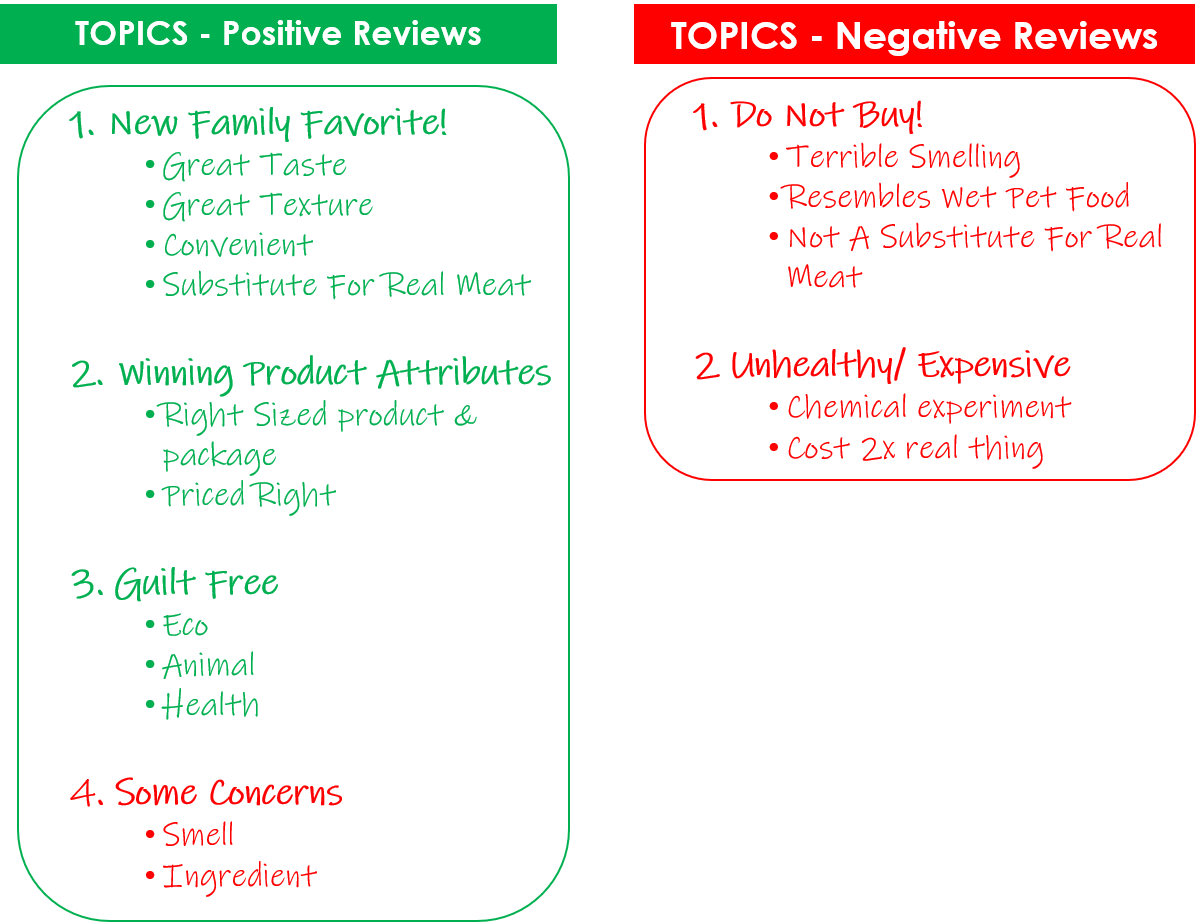 TOPICS - Positive Reviews
1. New Family Favorite!
• Great Taste
• Great Texture
• Convenient
• Substitute For Real Meat
2. Winning Product Attributes
• Right Sized product &
package
• Priced Right
3. Guilt Free
• Eco
• Animal
• Health
4. Some Concerns
• Smell
• Ingredient
TOPICS - Negative Reviews
1. Do Not Buy!
• Terrible Smelling
• Resembles Wet Pet Food
• Not A Substitute For Real
Meat
2 Unhealthy/ Expensive
• Chemical experiment
• Cost 2x real thing